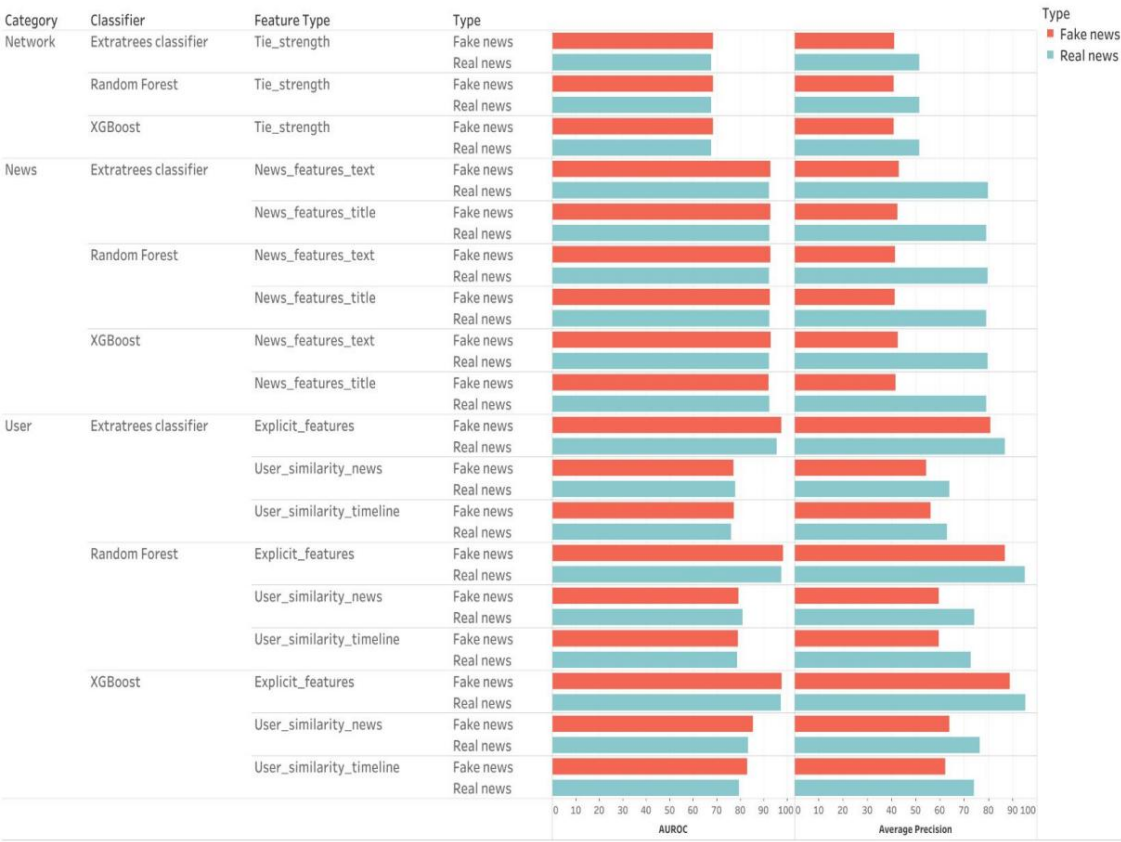 Category Classifier Feature Type Type
Network Extratrees classifier Tie_strength Fake news
Real news
Random Forest Tie_strength Fake news
Real news
XGBoost Tie_strength Fake news
Real news
News Extratrees classifier News_features_text Fake news
Real news
News_features_title Fake news
Real news
Random Forest News_features_text Fake news
Real news
News_features_title Fake news
Real news
XGBoost News_features_text Fake news
Real news
News_features_title Fake news
Real news
User Extratrees classifier Explicit_features Fake news
Real news
User_similarity_news Fake news
Real news
User_similarity_timeline Fake news
Real news
Random Forest Explicit_features Fake news
Real news
User_similarity_news Fake news
Real news
User_similarity_timeline Fake news
Real news
XGBoost Explicit_features Fake news
Real news
User_similarity_news Fake news
Real news
User_similarity_timeline Fake news
Real news
0 10 20 30 40 50 60 70 80 90 100 0 10 20 30 40 50 60 70 80 90 100
AUROC Average Precision
Type
Fake news
Real news